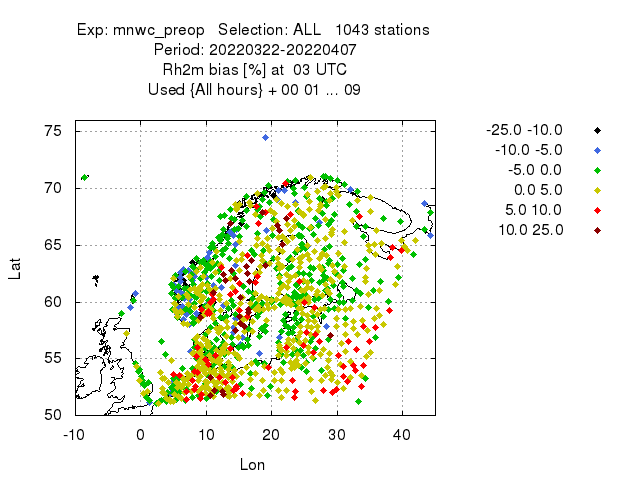 Exp: mnwc_preop   Selection: ALL   1043 stations
Period: 20220322-20220407
Rh2m bias [%] at  03 UTC
Used {All hours} + 00 01 ... 09
-25.0 -10.0
-10.0 -5.0
-5.0 0.0
0.0 5.0
5.0 10.0
10.0 25.0
75
70
65
60
55
50
Lat
-10 0 10 20 30 40
Lon